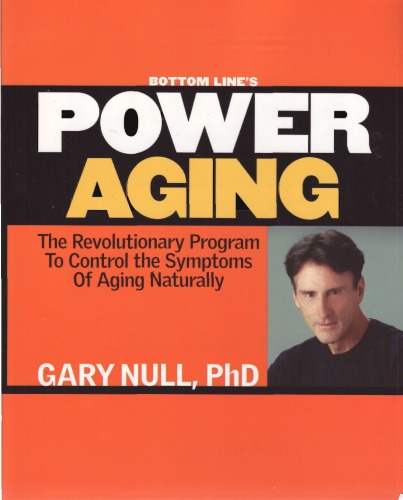 BOTTOM LINE'S
POWER
AGING
The Revolutionary Program
To Control the Symptoms
Of Aging Naturally
GARY NULL, PhD